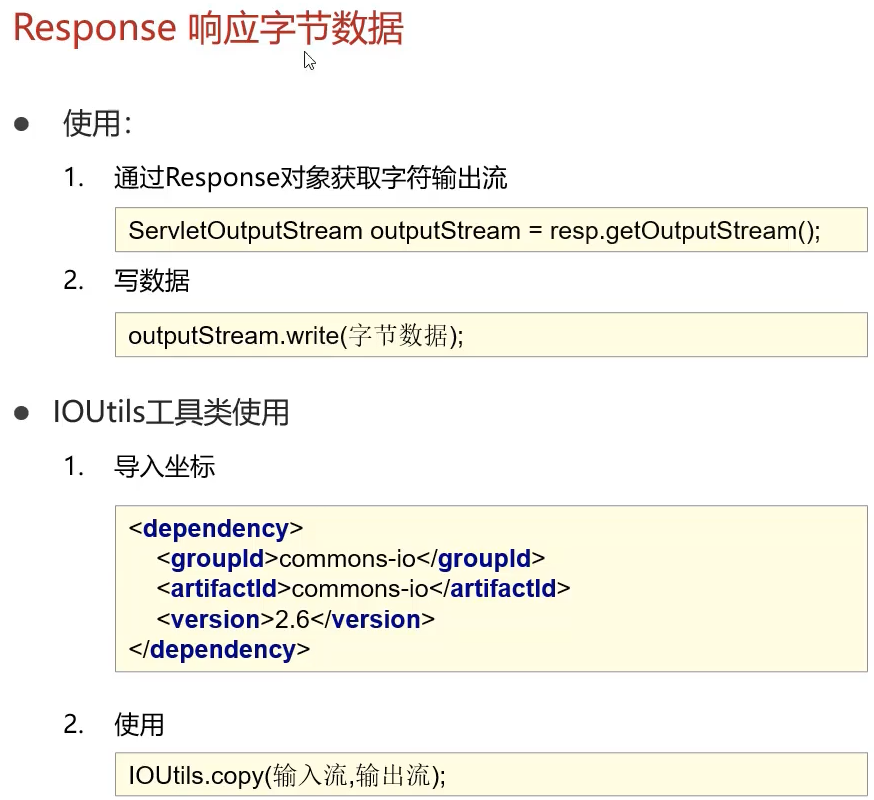 Response 响应字节数据
● 使用：
1. 通过Response对象获取字符输出流
ServletOutputStream outputStream = resp.getOutputStream();
2. 写数据
outputStream.write(字节数据);
● IOUtils工具类使用
1. 导入坐标
<dependency>
<groupId>commons-io</groupId>
<artifactId>commons-io</artifactId>
<version>2.6</version>
</dependency>
2. 使用
IOUtils.copy(输入流,输出流);